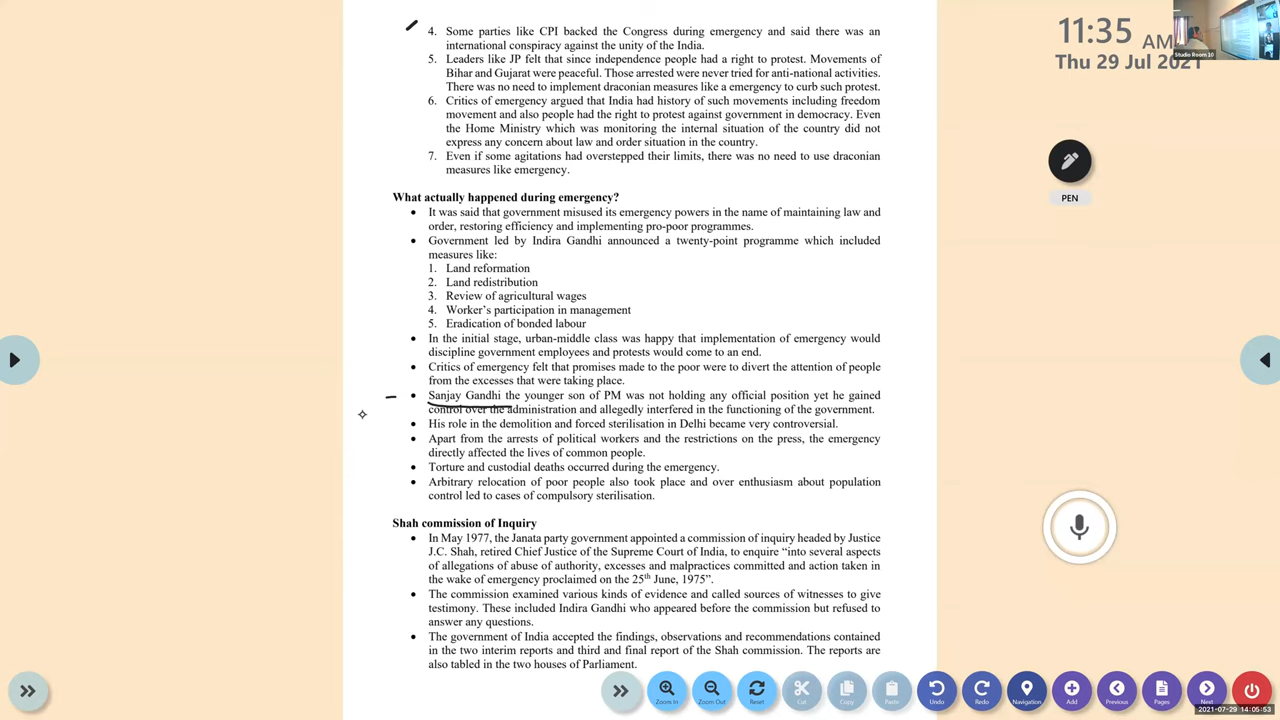 4. Some parties like CPI backed the Congress during emergency and said there was an
international conspiracy against the unity of the India.
5. Leaders like JP felt that since independence people had a right to protest. Movements of
Bihar and Gujarat were peaceful. Those arrested were never tried for anti-national activities.
There was no need to implement draconian measures like a emergency to curb such protest.
6. Critics of emergency argued that India had history of such movements including freedom
movement and also people had the right to protest against government in democracy. Even
the Home Ministry which was monitoring the internal situation of the country did not
express any concern about law and order situation in the country.
7. Even if some agitations had overstepped their limits, there was no need to use draconian
measures like emergency.
What actually happened during emergency?
• It was said that government misused its emergency powers in the name of maintaining law and
order, restoring efficiency and implementing pro-poor programmes.
• Government led by Indira Gandhi announced a twenty-point programme which included
measures like:
1. Land reformation
2. Land redistribution
3. Review of agricultural wages
4. Worker’s participation in management
5. Eradication of bonded labour
• In the initial stage, urban-middle class was happy that implementation of emergency would
discipline government employees and protests would come to an end.
• Critics of emergency felt that promises made to the poor were to divert the attention of people
from the excesses that were taking place.
• Sanjay Gandhi the younger son of PM was not holding any official position yet he gained
control over the administration and allegedly interfered in the functioning of the government.
• His role in the demolition and forced sterilisation in Delhi became very controversial.
• Apart from the arrests of political workers and the restrictions on the press, the emergency
directly affected the lives of common people.
• Torture and custodial deaths occurred during the emergency.
• Arbitrary relocation of poor people also took place and over enthusiasm about population
control led to cases of compulsory sterilisation.
Shah commission of Inquiry
• In May 1977, the Janata party government appointed a commission of inquiry headed by Justice
J.C. Shah, retired Chief Justice of the Supreme Court of India, to enquire “into several aspects
of allegations of abuse of authority, excesses and malpractices committed and action taken in
the wake of emergency proclaimed on the 25th June, 1975”.
• The commission examined various kinds of evidence and called sources of witnesses to give
testimony. These included Indira Gandhi who appeared before the commission but refused to
answer any questions.
• The government of India accepted the findings, observations and recommendations contained
in the two interim reports and third and final report of the Shah commission. The reports are
also tabled in the two houses of Parliament.
11:35 AM
Thu 29 Jul 2021
Studio Room 10
PEN
Zoom In
Zoom Out
Reset
Cut
Copy
Paste
Undo
Redo
Navigation
Add
Previous
Pages
Next
2021-07-29 14:05:53